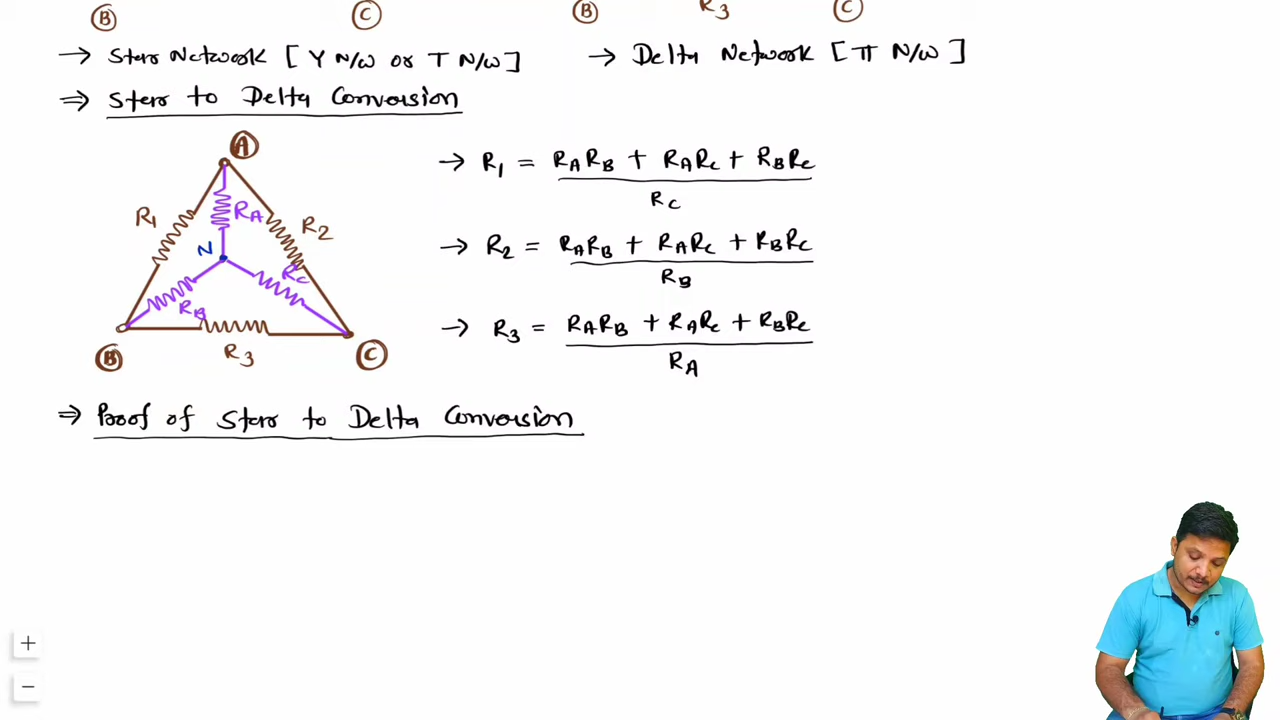 B C B R3 C
→ Star Network [ Y N/W or T N/W ] → Delta Network [ π N/W ]
⇒ Star to Delta Conversion
A
R1 RA R2
N RC
RB
B R3 C
→ R1 = RARB + RARC + RBRC
RC
→ R2 = RARB + RARC + RBRC
RB
→ R3 = RARB + RARC + RBRC
RA
⇒ Proof of Star to Delta Conversion
+
−